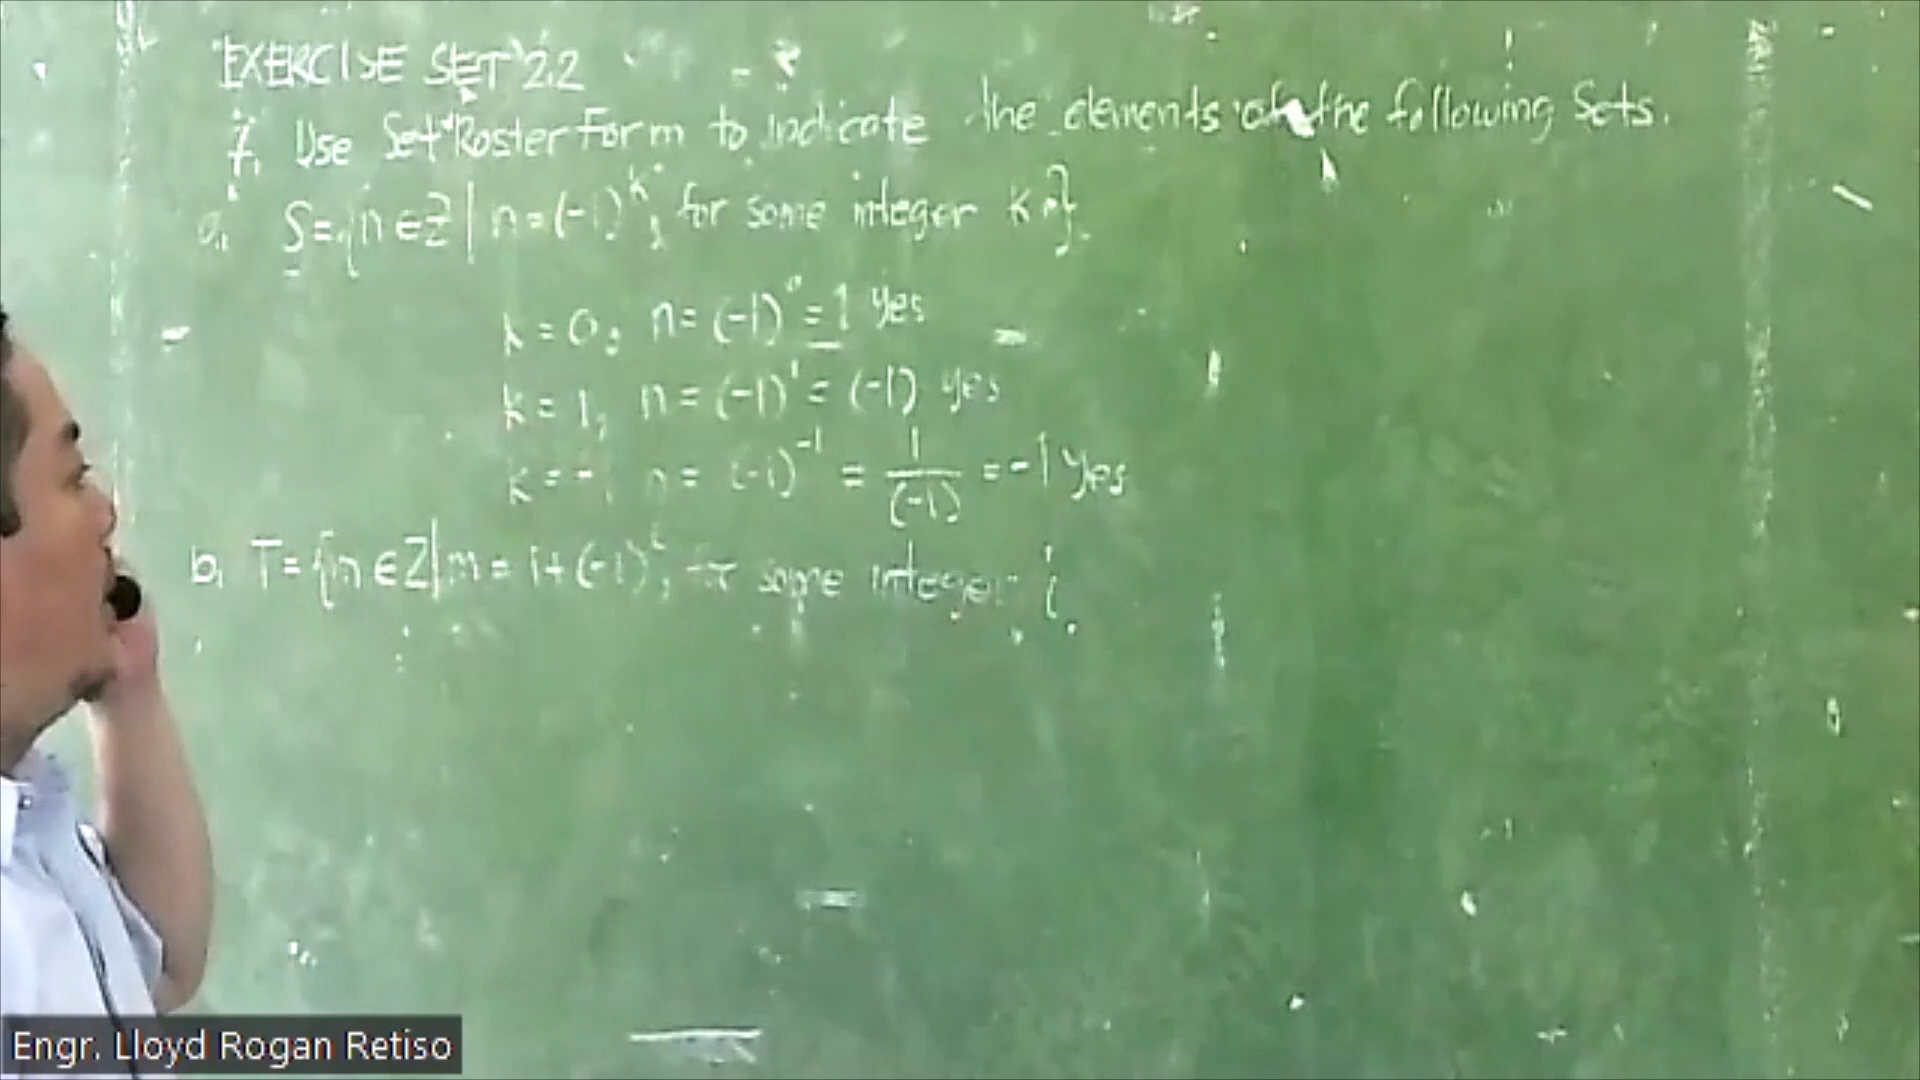 EXERCISE SET 2.2
7. Use Set Roster Form to indicate the elements of the following Sets.
a. S={n∈Z | n=(-1)^k, for some integer k}.
k=0, n=(-1)^0=1 yes
k=1, n=(-1)^1=(-1) yes
k=-1 n=(-1)^-1=1/(-1)=-1 Yes
b. T={m∈Z|m=1+(-1)^i, for some integer i
Engr. Lloyd Rogan Retiso